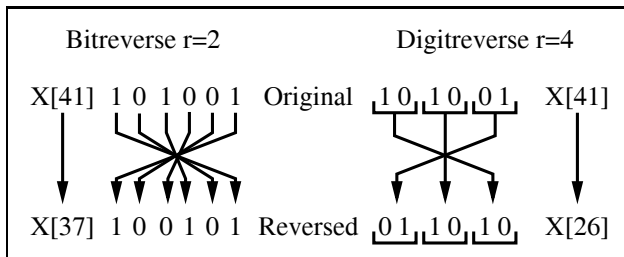 Bitreverse r=2 Digitreverse r=4
X[41] 1 0 1 0 0 1 Original 1 0 1 0 0 1 X[41]
X[37] 1 0 0 1 0 1 Reversed 0 1 1 0 1 0 X[26]